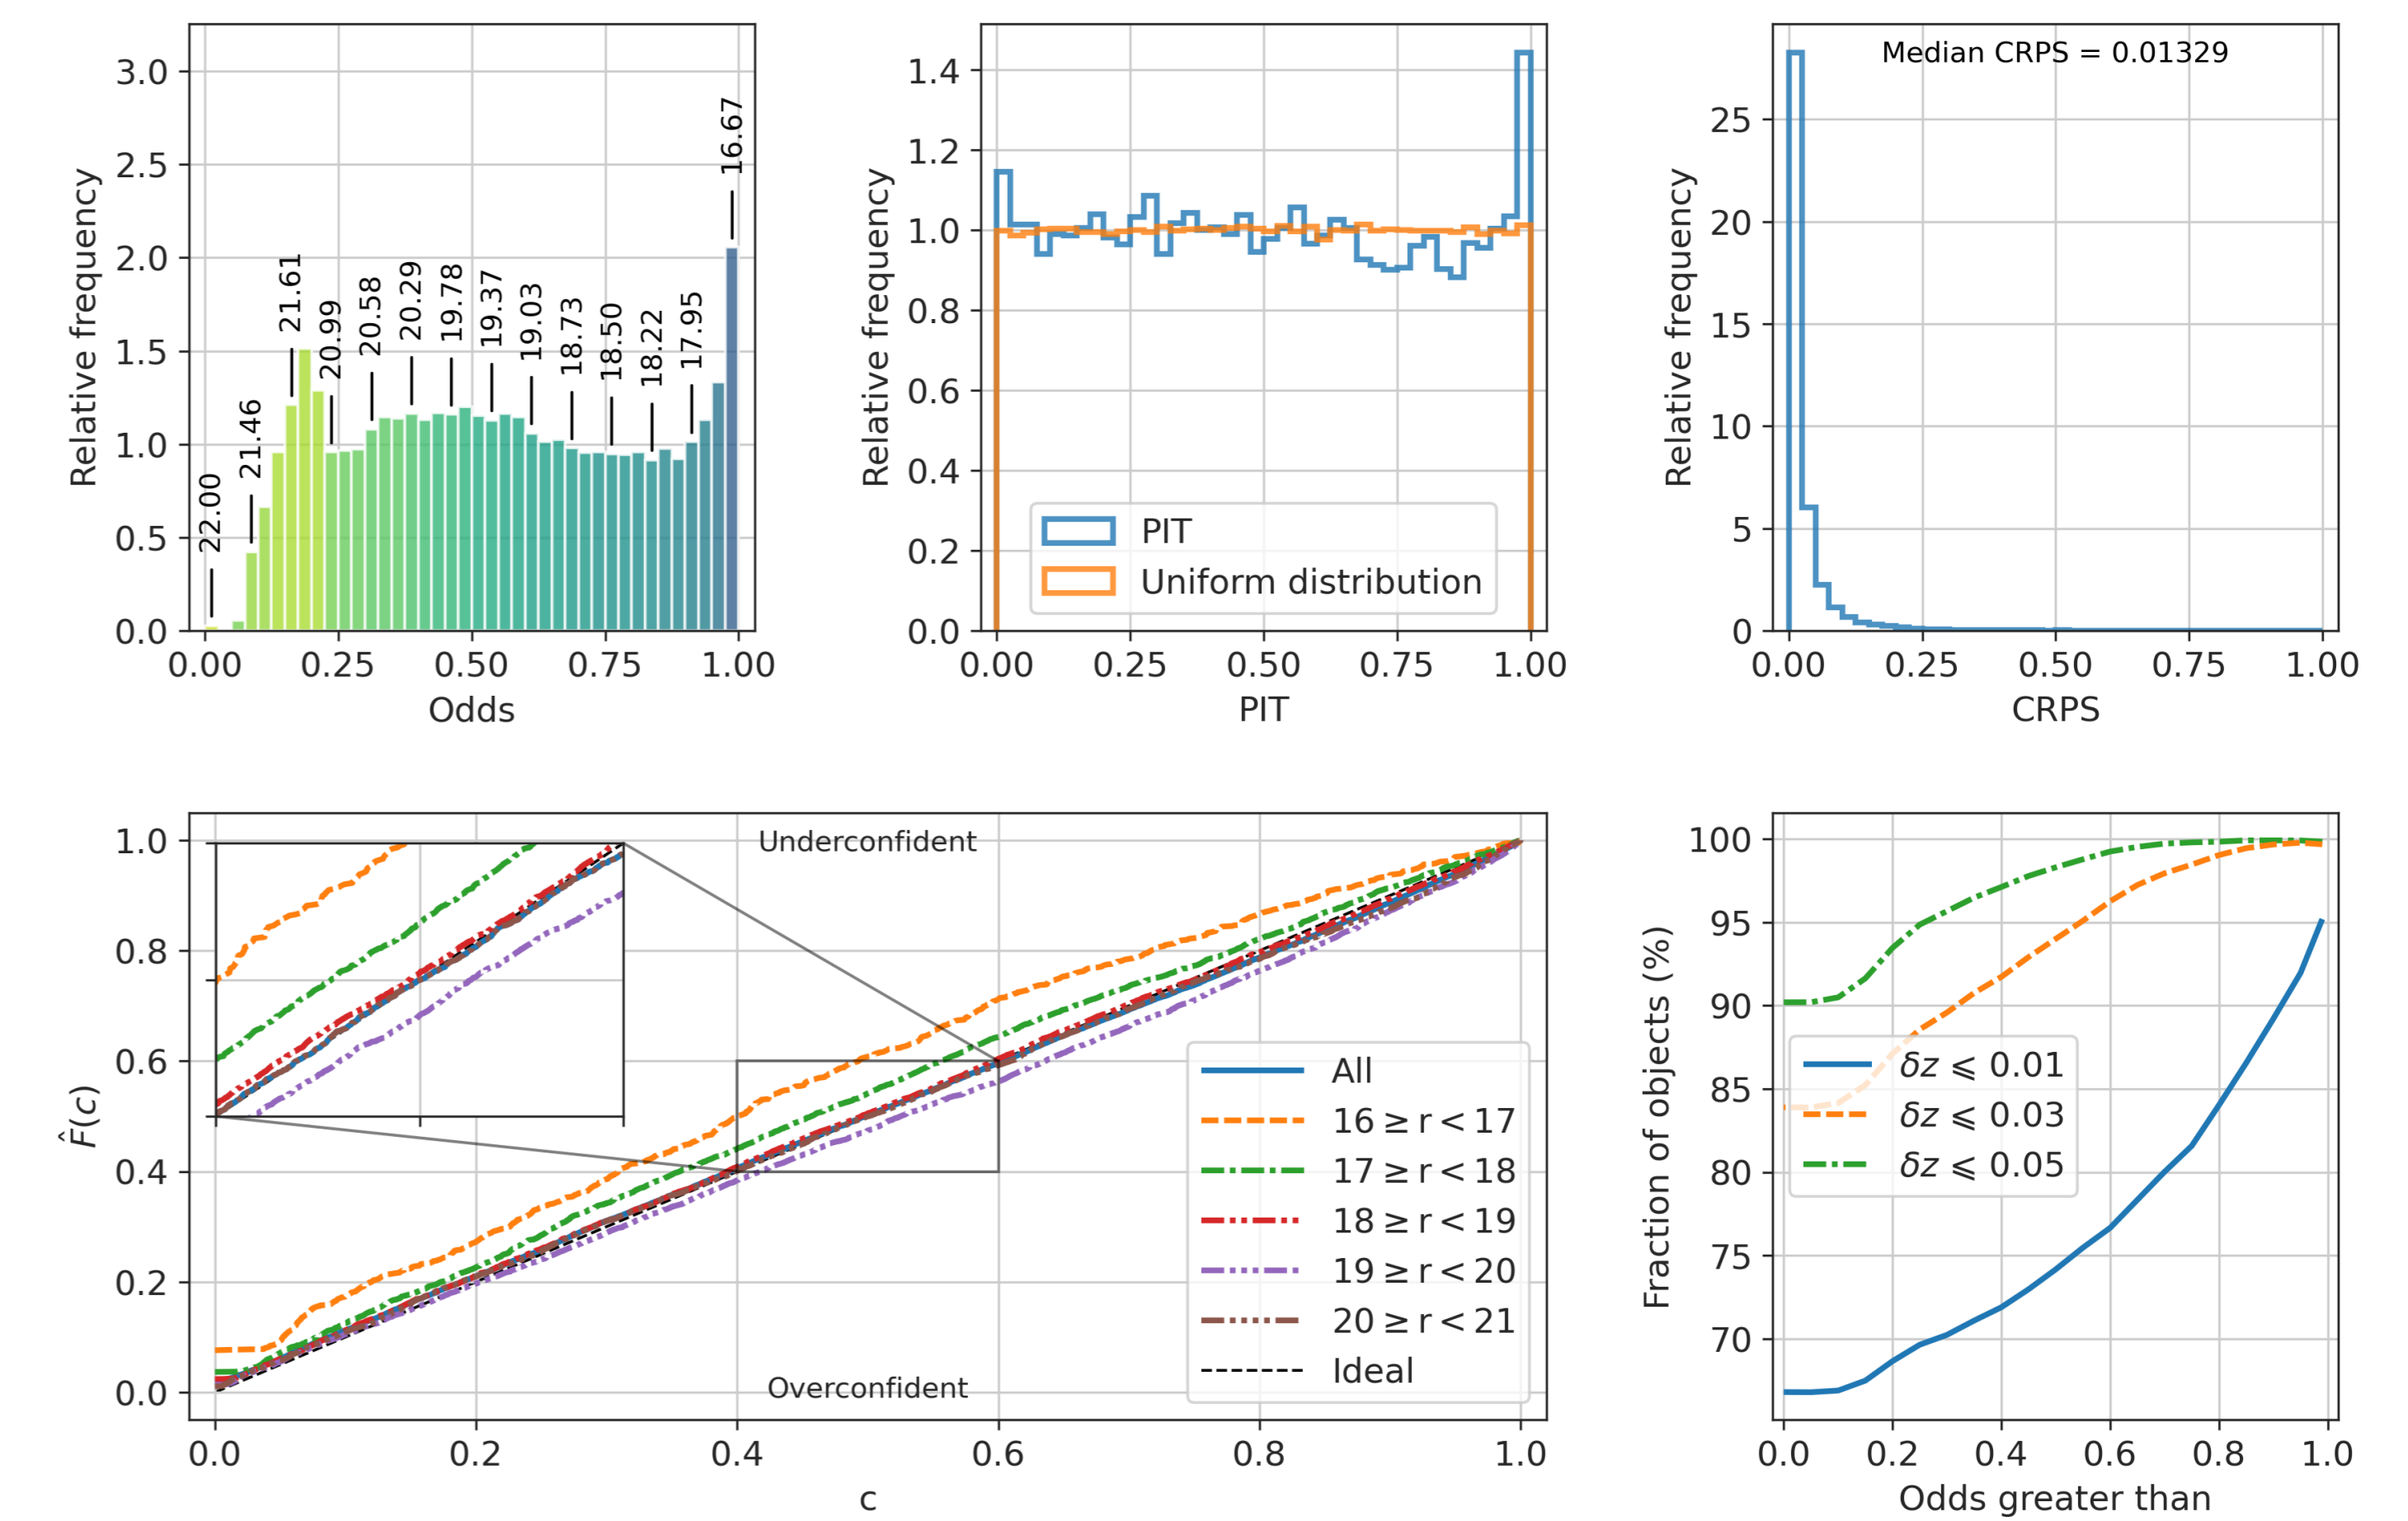 3.0
2.5
2.0
1.5
1.0
0.5
0.0
Relative frequency
22.00
21.46
21.61
20.99
20.58
20.29
19.78
19.37
19.03
18.73
18.50
18.22
17.95
16.67
0.00 0.25 0.50 0.75 1.00
Odds
1.4
1.2
1.0
0.8
0.6
0.4
0.2
0.0
Relative frequency
PIT
Uniform distribution
0.00 0.25 0.50 0.75 1.00
PIT
Median CRPS = 0.01329
25
20
15
10
5
0
Relative frequency
0.00 0.25 0.50 0.75 1.00
CRPS
1.0
0.8
0.6
0.4
0.2
0.0
F̂(c)
Underconfident
Overconfident
All
16 ≥ r < 17
17 ≥ r < 18
18 ≥ r < 19
19 ≥ r < 20
20 ≥ r < 21
Ideal
0.0 0.2 0.4 0.6 0.8 1.0
c
100
95
90
85
80
75
70
Fraction of objects (%)
δz ⩽ 0.01
δz ⩽ 0.03
δz ⩽ 0.05
0.0 0.2 0.4 0.6 0.8 1.0
Odds greater than